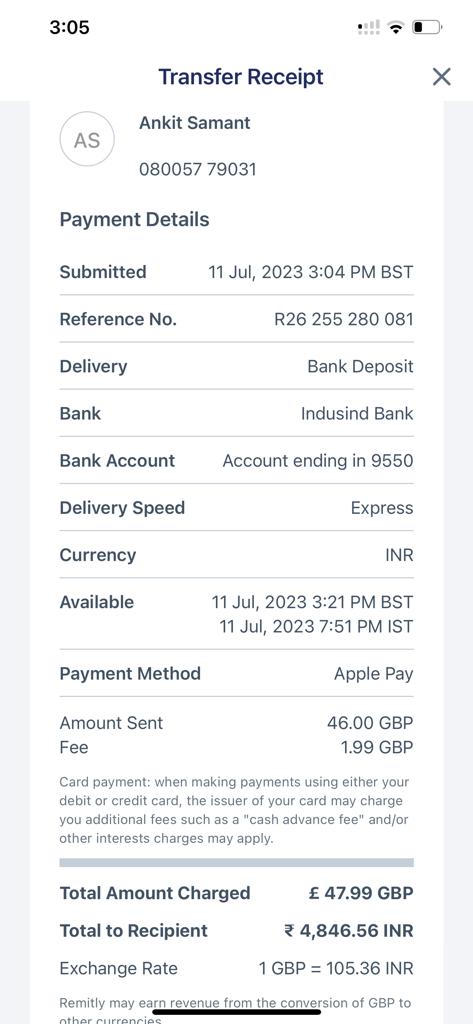 3:05
Transfer Receipt
AS
Ankit Samant
080057 79031
Payment Details
Submitted 11 Jul, 2023 3:04 PM BST
Reference No. R26 255 280 081
Delivery Bank Deposit
Bank Indusind Bank
Bank Account Account ending in 9550
Delivery Speed Express
Currency INR
Available 11 Jul, 2023 3:21 PM BST
11 Jul, 2023 7:51 PM IST
Payment Method Apple Pay
Amount Sent 46.00 GBP
Fee 1.99 GBP
Card payment: when making payments using either your
debit or credit card, the issuer of your card may charge
you additional fees such as a "cash advance fee" and/or
other interests charges may apply.
Total Amount Charged £ 47.99 GBP
Total to Recipient ₹ 4,846.56 INR
Exchange Rate 1 GBP = 105.36 INR
Remitly may earn revenue from the conversion of GBP to
other currencies